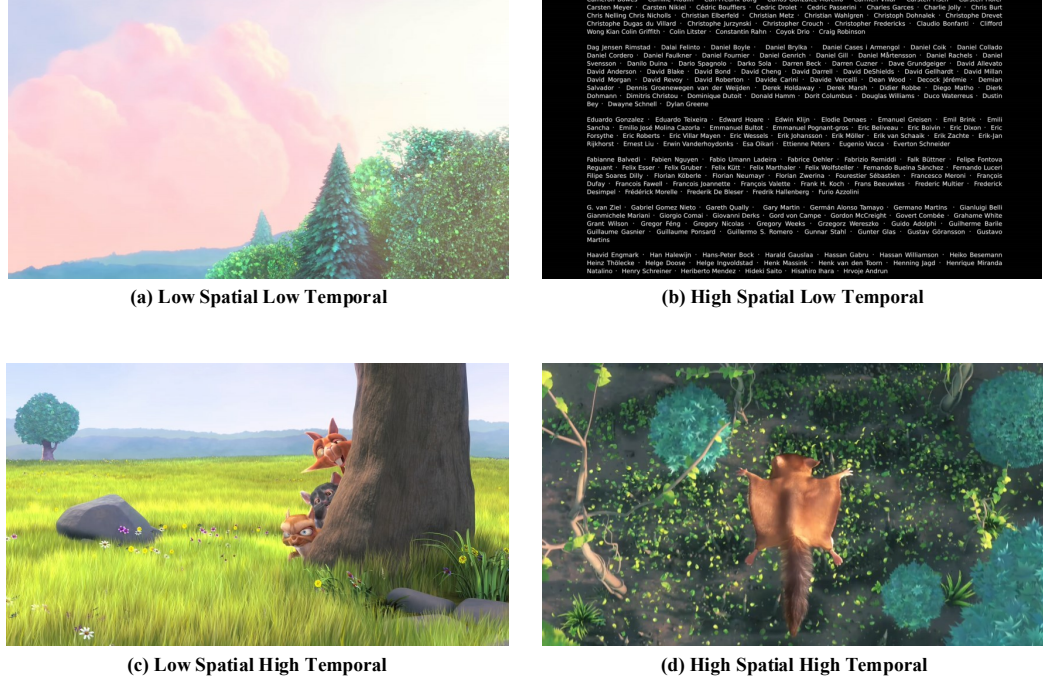 (a) Low Spatial Low Temporal
Christophe Dugas du Villard · Christophe Jurzynski · Christopher Crouch · Christopher Fredericks · Claudio Bonfanti · Clifford
Chris Nelling Chris Nicholls · Christian Elberfeld · Christian Metz · Christian Wahlgren · Christoph Dohnalek · Christophe Drevet
Wong Kian Colin Griffith · Colin Litster · Constantin Rahn · Coyok Drio · Craig Robinson
Dag Jensen Rimstad · Dalai Felinto · Daniel Boyle · Daniel Brylka · Daniel Cases i Armengol · Daniel Coik · Daniel Collado
Daniel Cordero · Daniel Faulkner · Daniel Fournier · Daniel Genrich · Daniel Gill · Daniel Mårtensson · Daniel Rachels · Daniel
Svensson · Danilo Duina · Dario Spagnolo · Darko Sola · Darren Beck · Darren Cuzner · Dave Grundgeiger · David Allevato
David Anderson · David Blake · David Bond · David Cheng · David Darrell · David DeShields · David Gellhardt · David Millan
David Morgan · David Revoy · David Roboteau · Davide Carini · Davide Vercelli · Dean Wood · Decock Jérémie · Demian
Salvador · Dennis Groenewegen van der Weijden · Derek Holdaway · Derek Marsh · Didier Robbe · Diego Matho · Dierk
Dohmann · Dimitris Christou · Dominique Dutoit · Donald Hamm · Dorit Columbus · Douglas Williams · Duco Waterreus · Dustin
Bey · Dwayne Schnell · Dylan Greene
Eduardo Gonzalez · Eduardo Teixeira · Edward Hoare · Edwin Klijn · Elodie Denaes · Emanuel Greisen · Emil Brink · Emili
Sancha · Emilio José Molina Cazorla · Emmanuel Bultot · Emmanuel Pognant-gros · Eric Beliveau · Eric Boivin · Eric Dixon · Eric
Forsythe · Eric Roberts · Eric Villar Mayen · Eric Wessels · Erik Johansson · Erik Möller · Erik van Schaaik · Erik Zachte · Erik-Jan
Rijkhorst · Ernest Liu · Erwin Vanderhoydonks · Esa Oikari · Ettienne Peters · Eugenio Vacca · Everton Schneider
Fabianne Balvedi · Fabien Nguyen · Fabio Umann Ladeira · Fabrice Oehler · Fabrizio Remiddi · Falk Büttner · Felipe Fontova
Reguant · Felix Esser · Felix Gruber · Felix Kütt · Felix Marthaler · Felix Wolfsteller · Fernando Buelna Sánchez · Fernando Luceri
Filipe Soares Dilly · Florian Köberle · Florian Neumayr · Florian Zwerina · Fourestier Sébastien · Francesco Meroni · François
Dufay · Francois Fawell · Francois Joannette · François Valette · Frank H. Koch · Frans Beeuwkes · Frederic Multier · Frederick
Desimpel · Frédérick Morelle · Frederik De Bleser · Fredrik Hallenberg · Furio Azzolini
G. van Ziel · Gabriel Gomez Nieto · Gareth Qually · Gary Martin · Germán Alonso Tamayo · Germano Martins · Gianluigi Belli
Gianmichele Mariani · Giorgio Comai · Giovanni Derks · Gord von Campe · Gordon McCreight · Govert Combée · Grahame White
Grant Wilson · Gregor Féng · Gregory Nicolas · Gregory Weeks · Grzegorz Wereszko · Guido Adolphi · Guilherme Barile
Guillaume Gasnier · Guillaume Ponsard · Guillermo S. Romero · Gunnar Stahl · Gunter Glas · Gustav Göransson · Gustavo
Martins
Haavid Engmark · Han Halewijn · Hans-Peter Bock · Harald Gauslaa · Hassan Gabru · Hassan Williamson · Heiko Besemann
Heinz Thölecke · Helge Doose · Helge Ingvoldstad · Henk Massink · Henk van den Toorn · Henning Jagd · Henrique Miranda
Natalino · Henry Schreiner · Heriberto Mendez · Hideki Saito · Hisahiro Ihara · Hrvoje Andrun
(b) High Spatial Low Temporal
(c) Low Spatial High Temporal
(d) High Spatial High Temporal